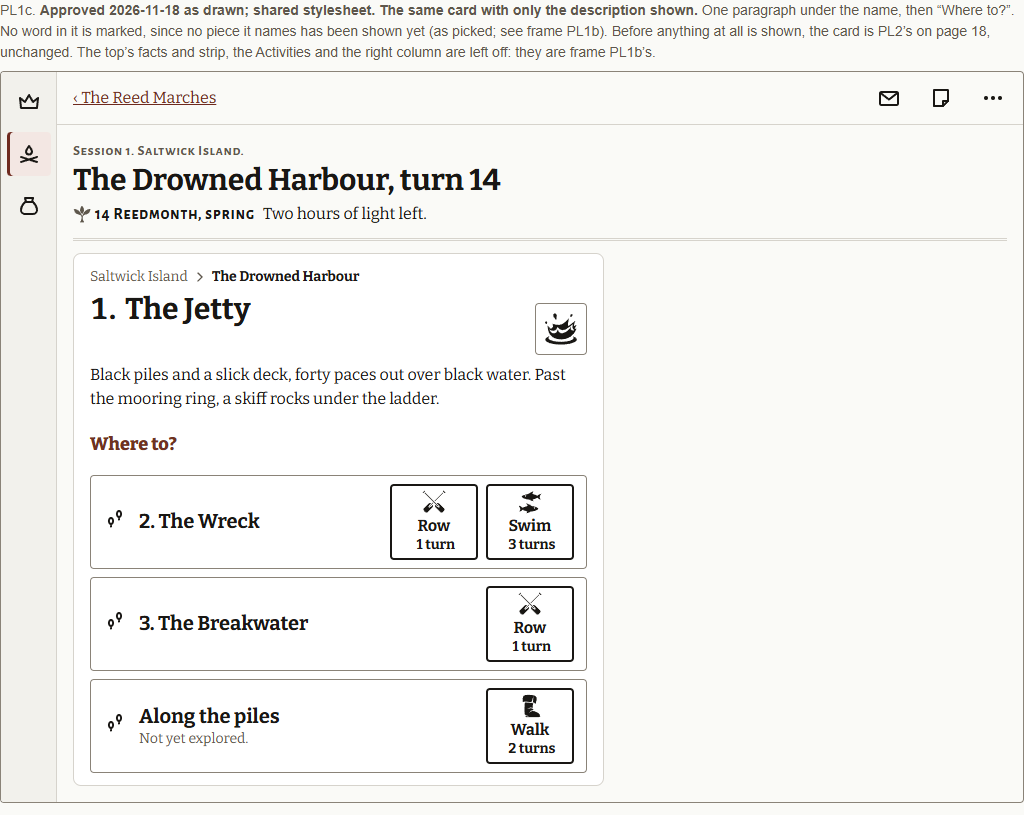 PL1c. Approved 2026-11-18 as drawn; shared stylesheet. The same card with only the description shown. One paragraph under the name, then “Where to?”.
No word in it is marked, since no piece it names has been shown yet (as picked; see frame PL1b). Before anything at all is shown, the card is PL2’s on page 18,
unchanged. The top’s facts and strip, the Activities and the right column are left off: they are frame PL1b’s.
‹ The Reed Marches
Session 1. Saltwick Island.
The Drowned Harbour, turn 14
14 Reedmonth, spring Two hours of light left.
Saltwick Island > The Drowned Harbour
1. The Jetty
Black piles and a slick deck, forty paces out over black water. Past
the mooring ring, a skiff rocks under the ladder.
Where to?
2. The Wreck
Row
1 turn
Swim
3 turns
3. The Breakwater
Row
1 turn
Along the piles
Not yet explored.
Walk
2 turns